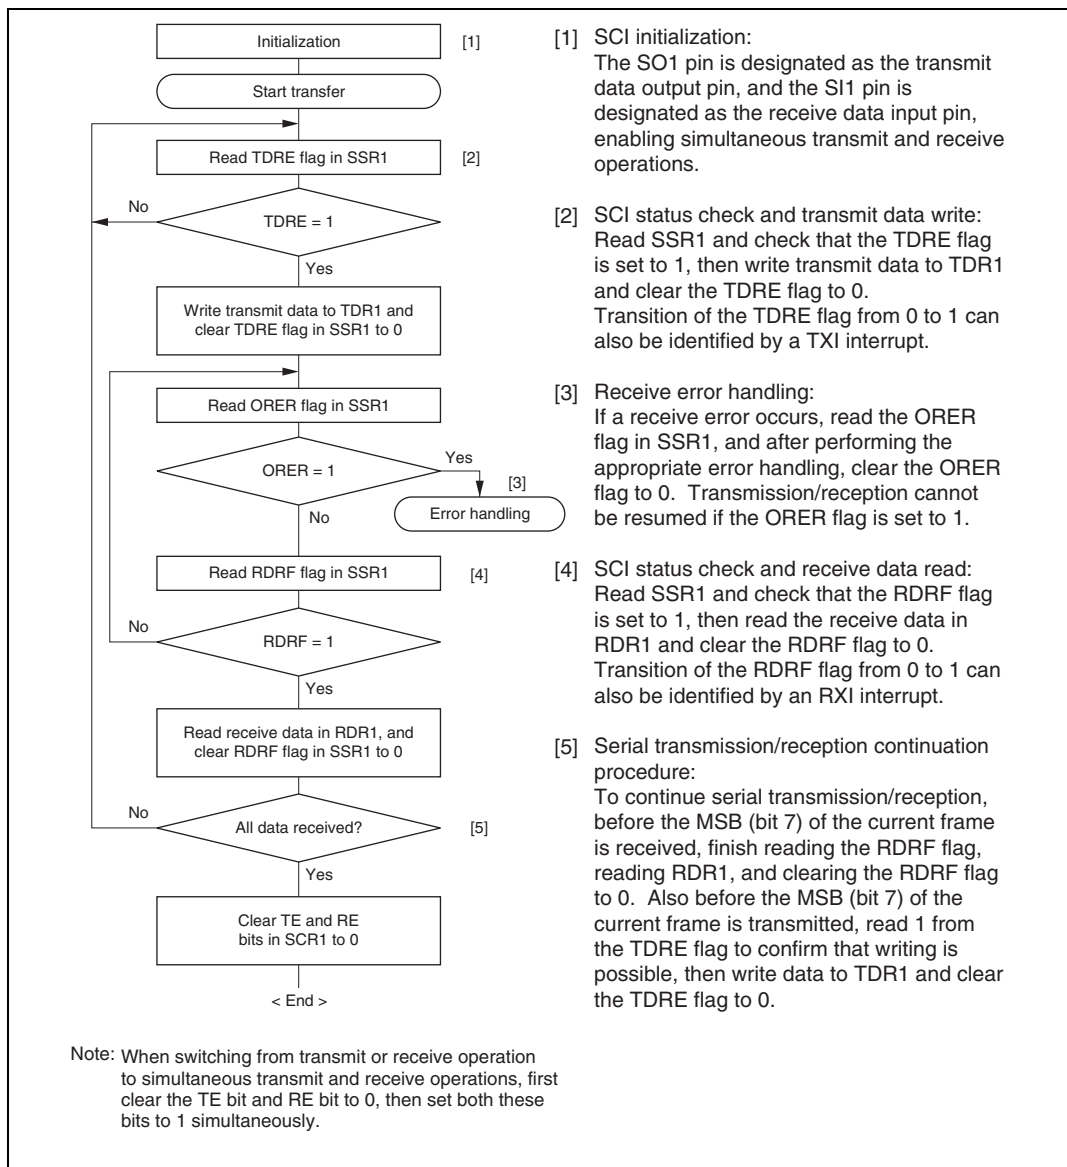 Initialization
[1]
Start transfer
Read TDRE flag in SSR1
[2]
No
TDRE = 1
Yes
Write transmit data to TDR1 and
clear TDRE flag in SSR1 to 0
Read ORER flag in SSR1
ORER = 1
Yes
[3]
Error handling
No
Read RDRF flag in SSR1
[4]
No
RDRF = 1
Yes
Read receive data in RDR1, and
clear RDRF flag in SSR1 to 0
No
All data received?
[5]
Yes
Clear TE and RE
bits in SCR1 to 0
< End >
[1] SCI initialization:
The SO1 pin is designated as the transmit
data output pin, and the SI1 pin is
designated as the receive data input pin,
enabling simultaneous transmit and receive
operations.
[2] SCI status check and transmit data write:
Read SSR1 and check that the TDRE flag
is set to 1, then write transmit data to TDR1
and clear the TDRE flag to 0.
Transition of the TDRE flag from 0 to 1 can
also be identified by a TXI interrupt.
[3] Receive error handling:
If a receive error occurs, read the ORER
flag in SSR1, and after performing the
appropriate error handling, clear the ORER
flag to 0.  Transmission/reception cannot
be resumed if the ORER flag is set to 1.
[4] SCI status check and receive data read:
Read SSR1 and check that the RDRF flag
is set to 1, then read the receive data in
RDR1 and clear the RDRF flag to 0.
Transition of the RDRF flag from 0 to 1 can
also be identified by an RXI interrupt.
[5] Serial transmission/reception continuation
procedure:
To continue serial transmission/reception,
before the MSB (bit 7) of the current frame
is received, finish reading the RDRF flag,
reading RDR1, and clearing the RDRF flag
to 0.  Also before the MSB (bit 7) of the
current frame is transmitted, read 1 from
the TDRE flag to confirm that writing is
possible, then write data to TDR1 and clear
the TDRE flag to 0.
Note: When switching from transmit or receive operation
to simultaneous transmit and receive operations, first
clear the TE bit and RE bit to 0, then set both these
bits to 1 simultaneously.